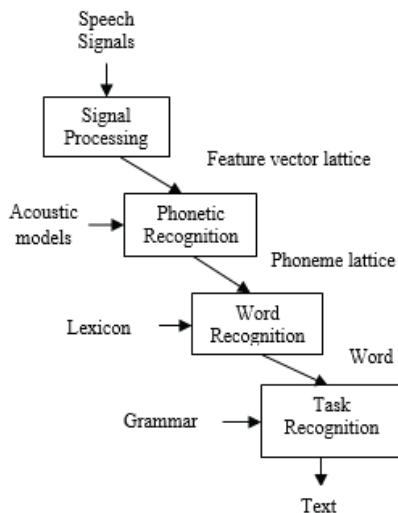 Speech
Signals
Signal
Processing
Feature vector lattice
Acoustic
models
Phonetic
Recognition
Phoneme lattice
Lexicon
Word
Recognition
Word
Grammar
Task
Recognition
Text